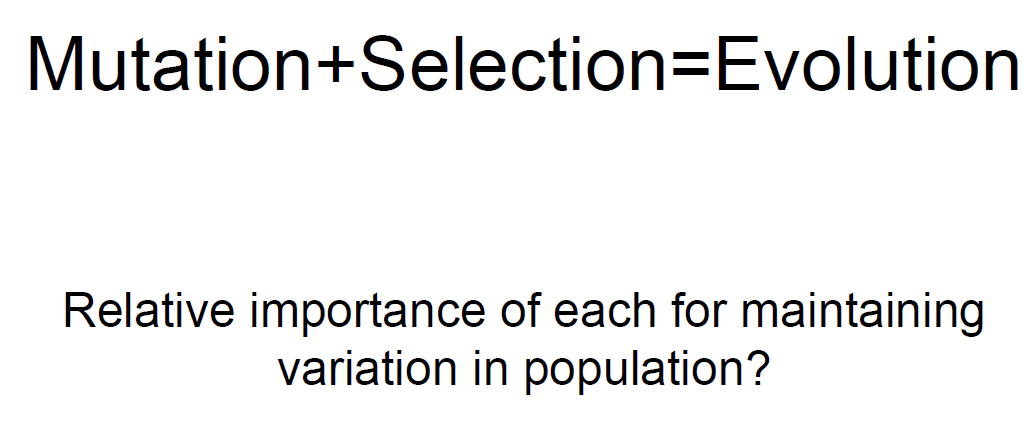 Mutation+Selection=Evolution
Relative importance of each for maintaining
variation in population?